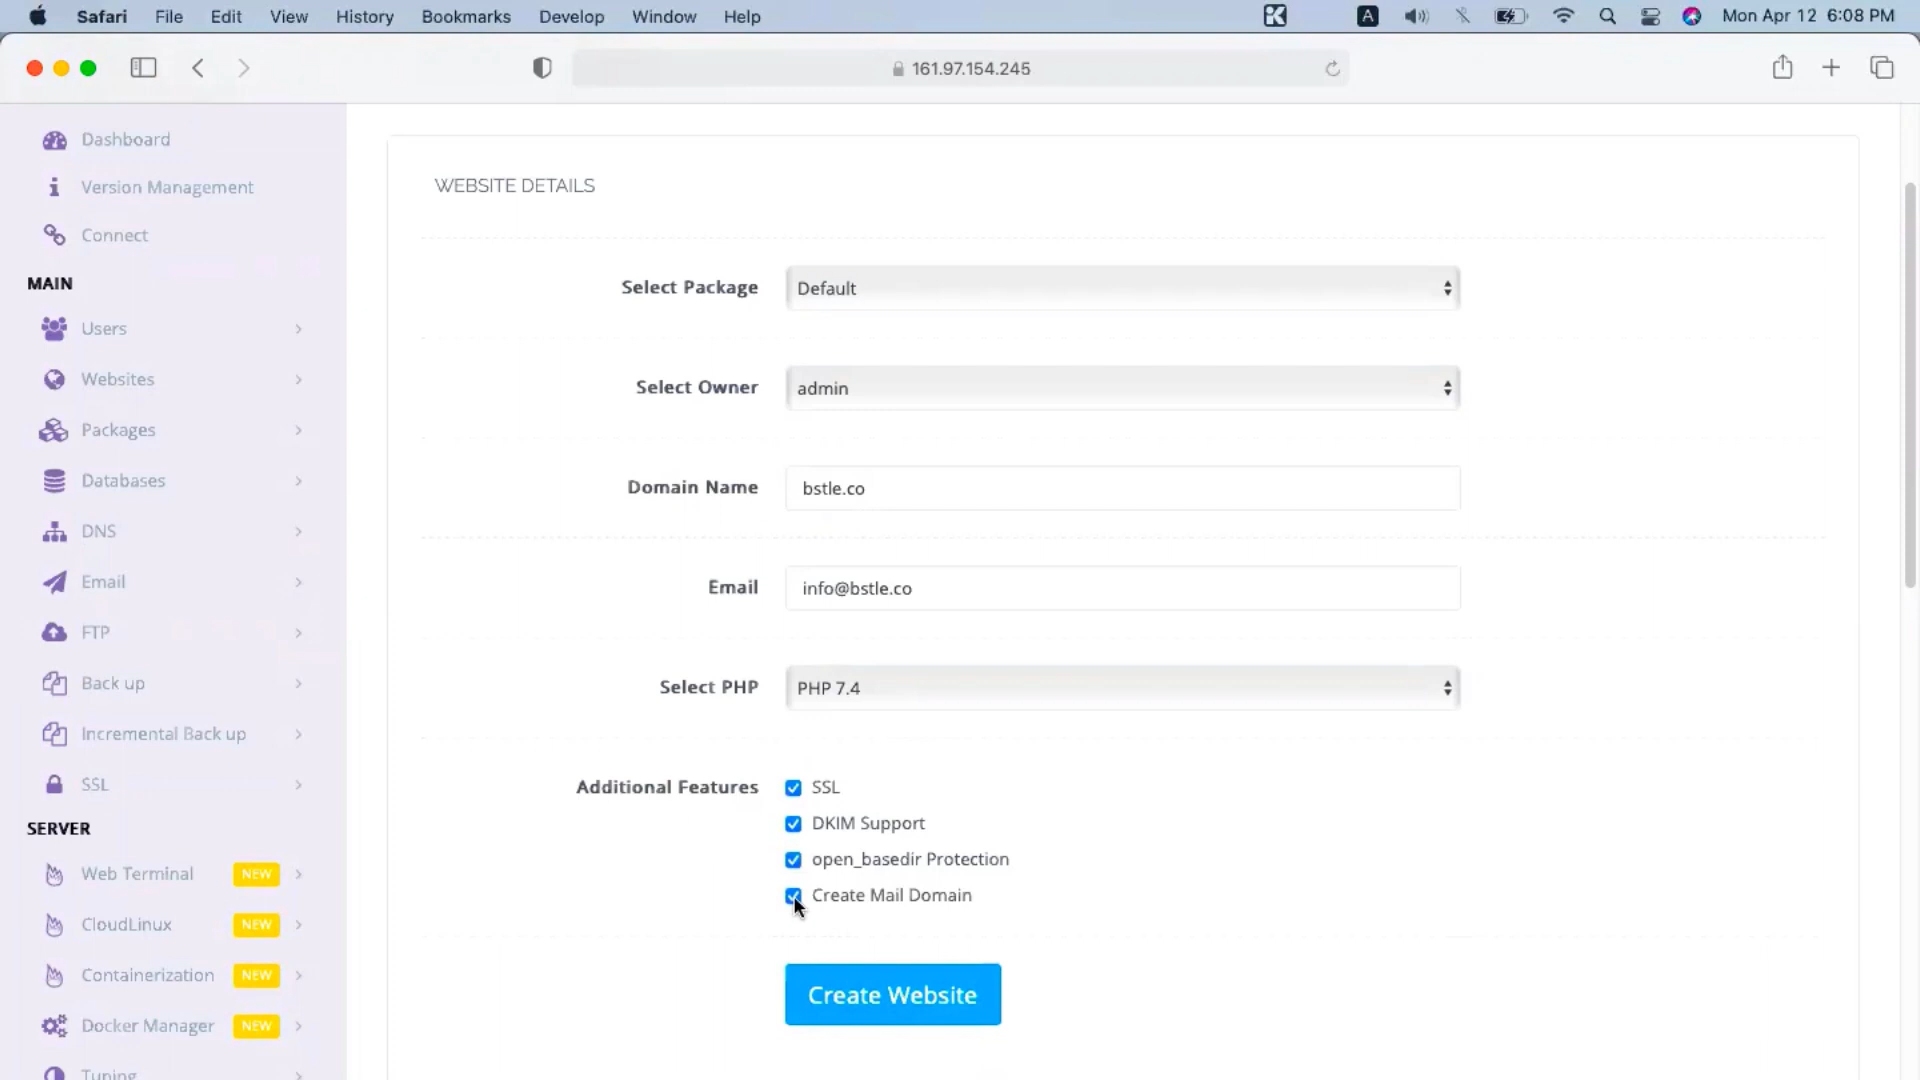 Safari File Edit View History Bookmarks Develop Window Help
A
Mon Apr 12 6:08 PM
161.97.154.245
Dashboard
Version Management
Connect
MAIN
Users
Websites
Packages
Databases
DNS
Email
FTP
Back up
Incremental Back up
SSL
SERVER
Web Terminal NEW
CloudLinux NEW
Containerization NEW
Docker Manager NEW
Tuning
WEBSITE DETAILS
Select Package Default
Select Owner admin
Domain Name bstle.co
Email info@bstle.co
Select PHP PHP 7.4
Additional Features SSL
DKIM Support
open_basedir Protection
Create Mail Domain
Create Website